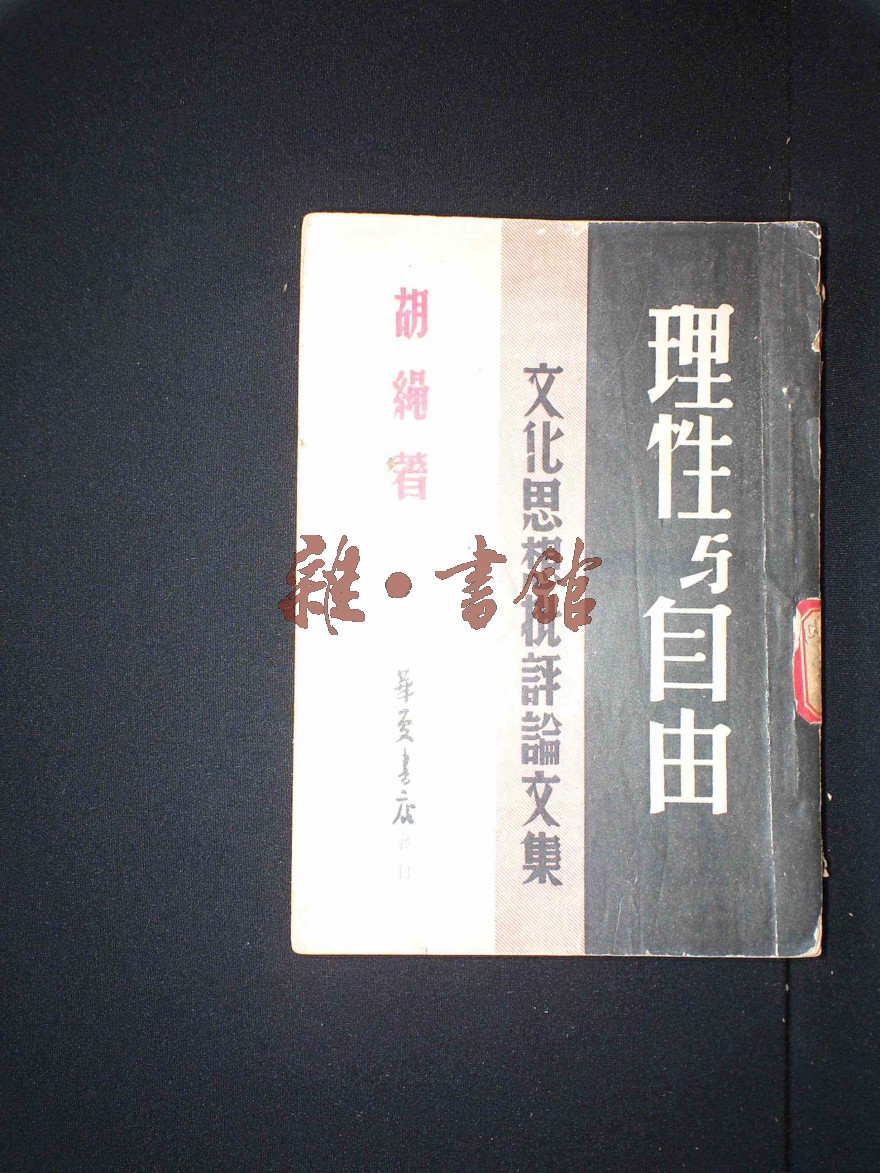 理性与自由
文化思想批評論文集
胡繩著
華夏書店發行
雜·書館